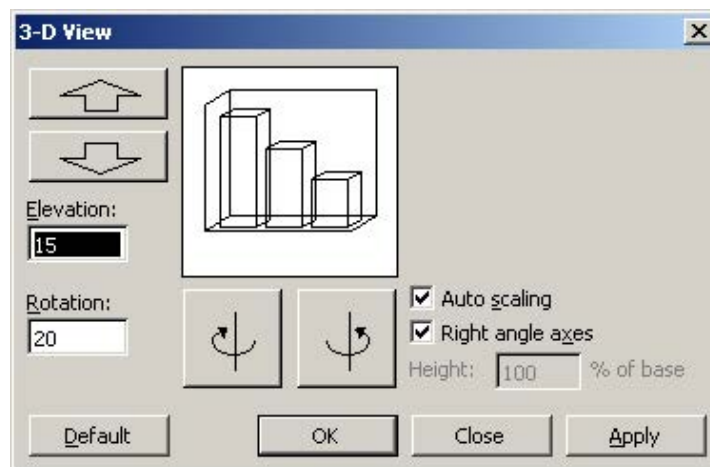 3-D View
Elevation:
15
Rotation:
20
Auto scaling
Right angle axes
Height: 100 % of base
Default OK Close Apply